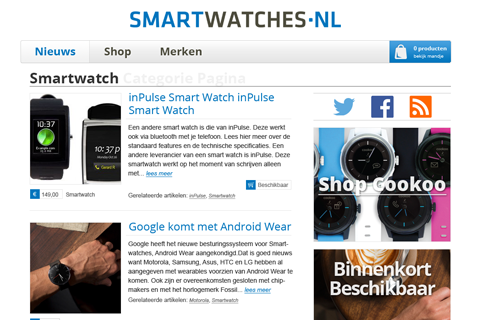 SMARTWATCHES·NL
Nieuws
Shop
Merken
0 producten
bekijk mandje
Smartwatch Categorie Pagina
inPulse Smart Watch inPulse
Smart Watch
Een andere smart watch is die van inPulse. Deze werkt
ook via bluetooth met je telefoon. Lees hier meer over de
standaard features en de technische specificaties. Een
andere leverancier van een smart watch is inPulse. Deze
smartwatch werkt op het moment van schrijven alleen
met... lees meer
€ 149,00 Smartwatch
Beschikbaar
Gerelateerde artikelen: inPulse, Smartwatch
Google komt met Android Wear
Google heeft het nieuwe besturingssysteem voor Smart-
watches, Android Wear aangekondigd.Dat is goed nieuws
want Motorola, Samsung, Asus, HTC en LG hebben al
aangegeven met wearables voorzien van Android Wear te
komen. Ook zijn er overeenkomsten gesloten met chip-
makers en met het horlogemerk Fossil... lees meer
Gerelateerde artikelen: Motorola, Smartwatch
Shop Cookoo
Binnenkort
Beschikbaar